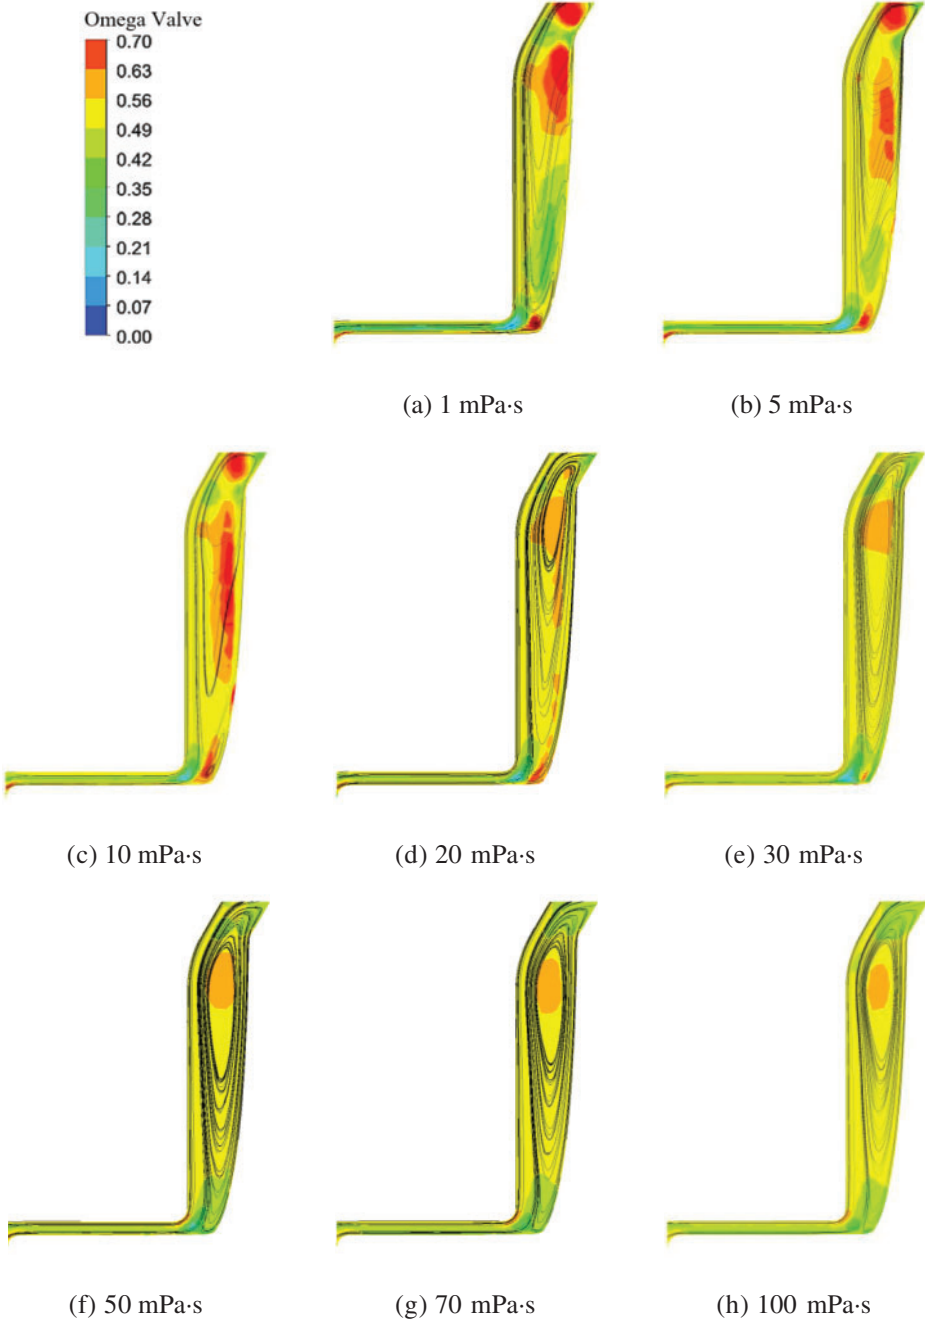 Omega Valve
0.70
0.63
0.56
0.49
0.42
0.35
0.28
0.21
0.14
0.07
0.00
(a) 1 mPa·s
(b) 5 mPa·s
(c) 10 mPa·s
(d) 20 mPa·s
(e) 30 mPa·s
(f) 50 mPa·s
(g) 70 mPa·s
(h) 100 mPa·s